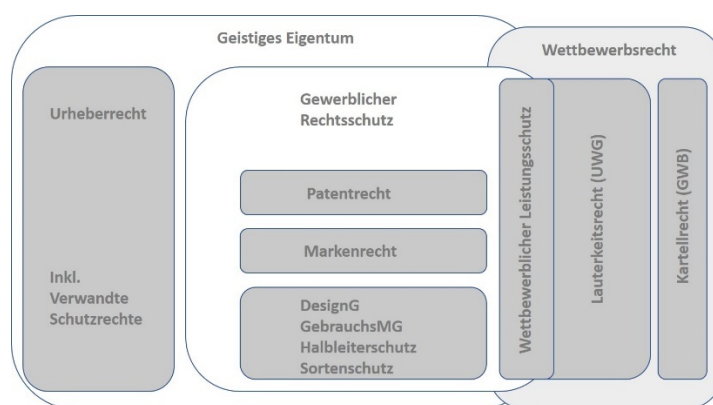 Geistiges Eigentum
Wettbewerbsrecht
Urheberrecht
Inkl.
Verwandte
Schutzrechte
Gewerblicher
Rechtsschutz
Patentrecht
Markenrecht
DesignG
GebrauchsMG
Halbleiterschutz
Sortenschutz
Wettbewerblicher Leistungsschutz
Lauterkeitsrecht (UWG)
Kartellrecht (GWB)